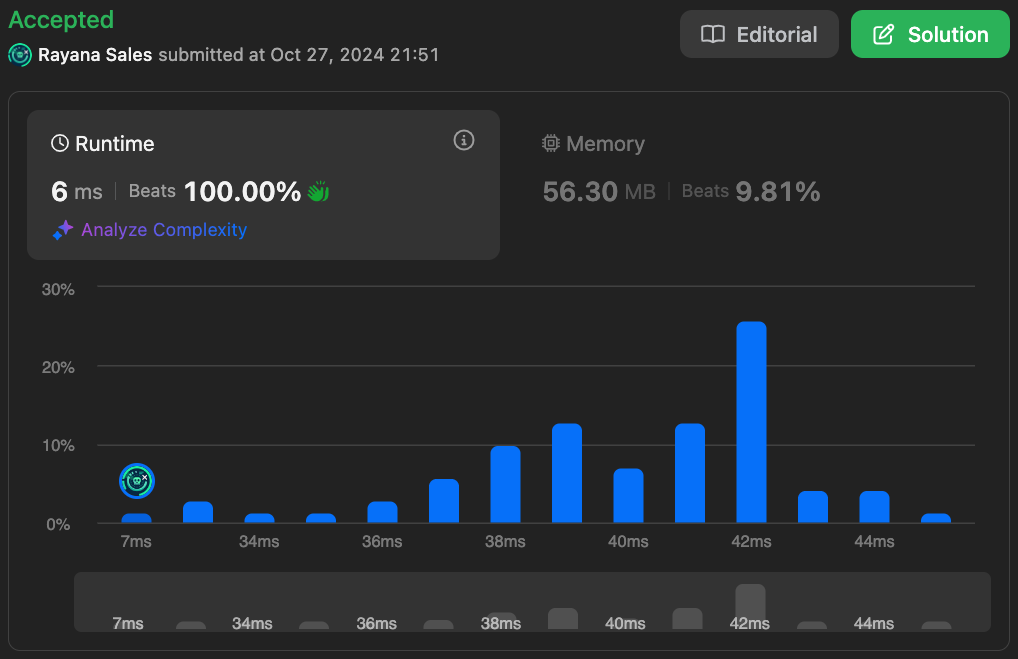 Accepted
Editorial
Solution
Rayana Sales submitted at Oct 27, 2024 21:51
Runtime
Memory
6 ms | Beats 100.00%
56.30 MB | Beats 9.81%
Analyze Complexity
30%
20%
10%
0%
7ms 34ms 36ms 38ms 40ms 42ms 44ms
7ms 34ms 36ms 38ms 40ms 42ms 44ms